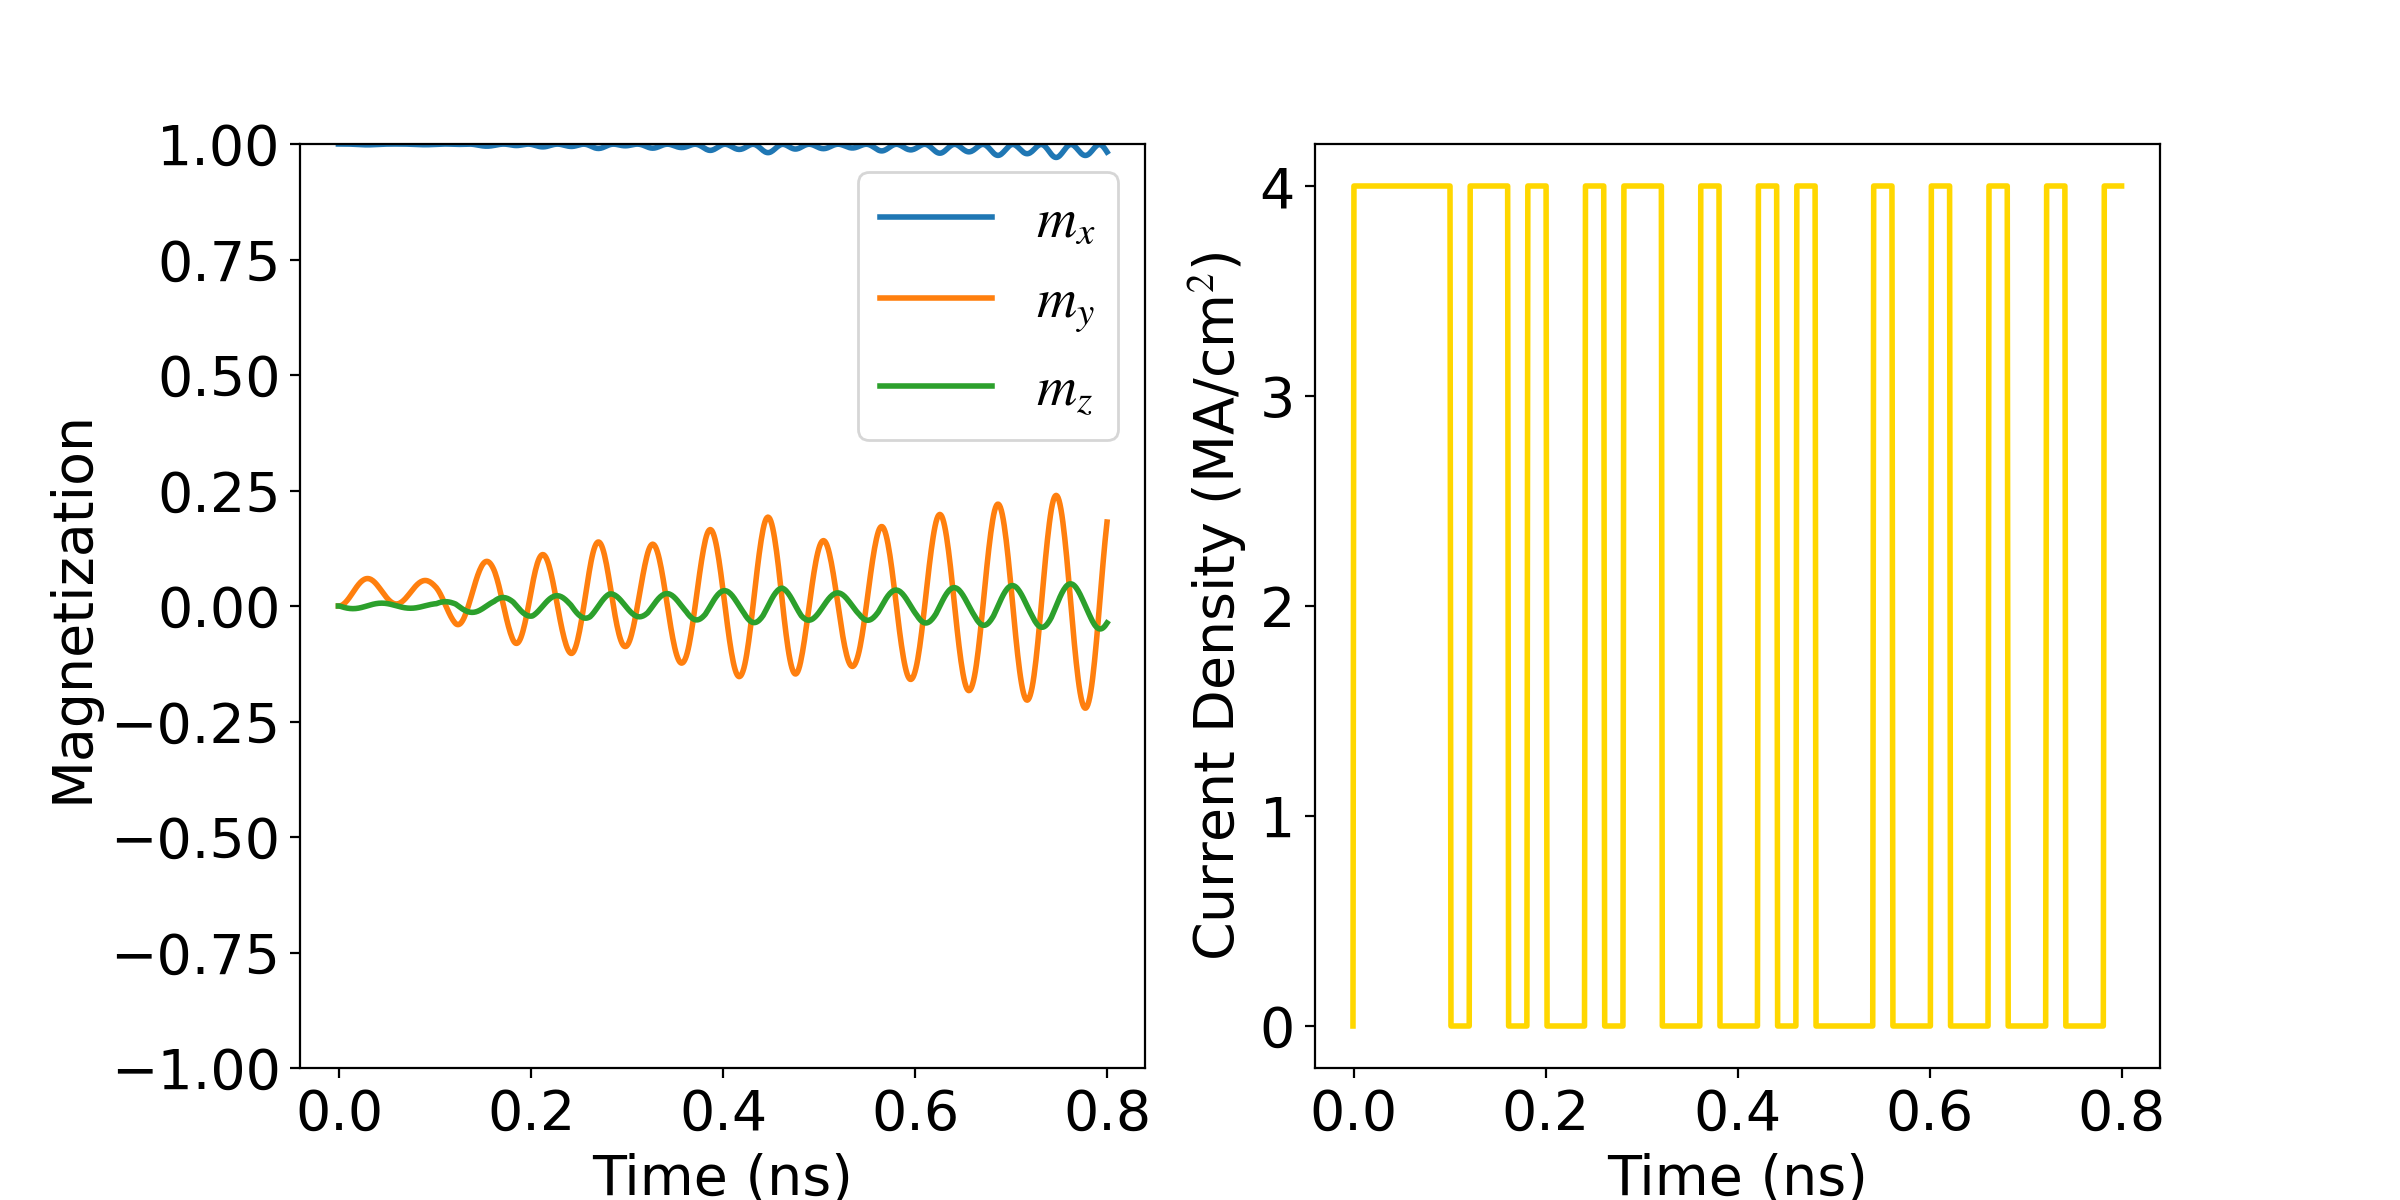 1.00
0.75
0.50
0.25
0.00
−0.25
−0.50
−0.75
−1.00
Magnetization
0.0 0.2 0.4 0.6 0.8
Time (ns)
m_x
m_y
m_z
4
3
2
1
0
Current Density (MA/cm²)
0.0 0.2 0.4 0.6 0.8
Time (ns)